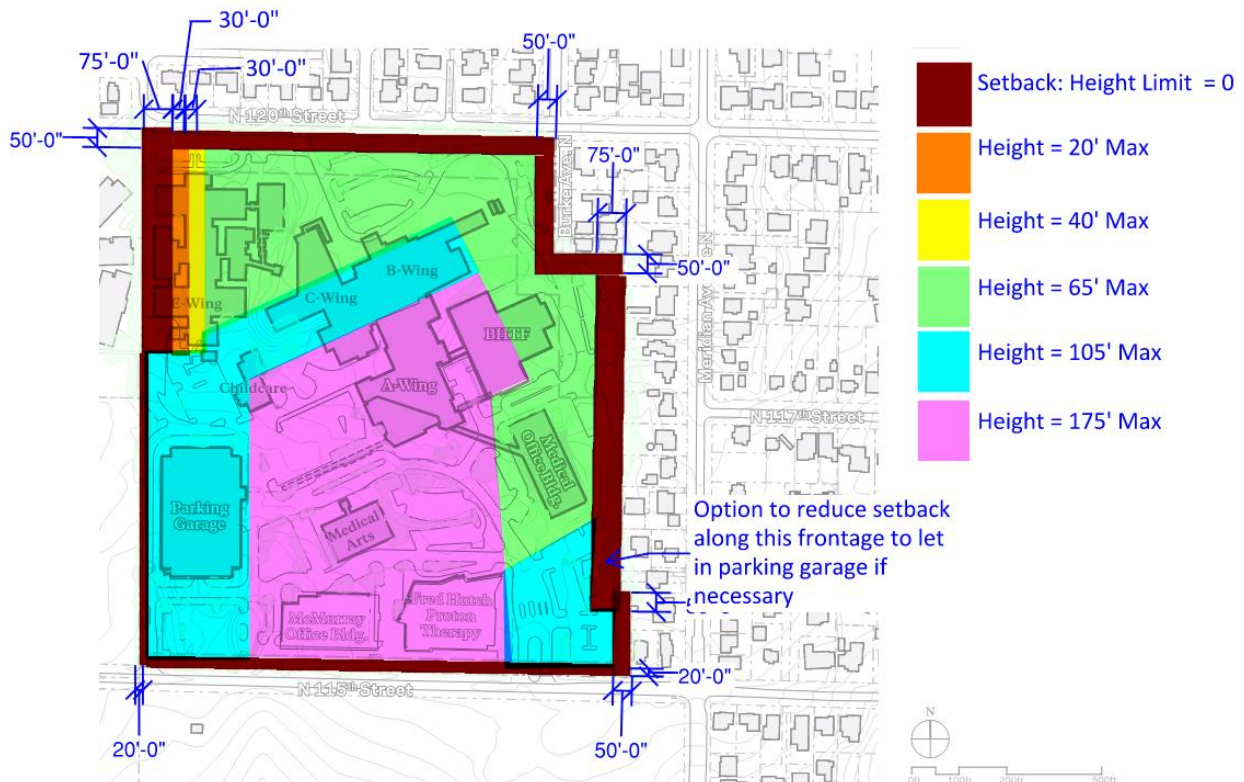 30'-0"
50'-0"
75'-0"
30'-0"
N 120th Street
50'-0"
Setback: Height Limit = 0
Height = 20' Max
Height = 40' Max
Height = 65' Max
Height = 105' Max
Height = 175' Max
Burke Ave. N
75'-0"
50'-0"
Meridian Ave. N
B-Wing
C-Wing
E-Wing
BHTF
Childcare
A-Wing
N 117th Street
Medical
Office Bldg.
Parking
Garage
Medical
Arts
Option to reduce setback
along this frontage to let
in parking garage if
necessary
McMurray
Office Bldg.
Fred Hutch
Proton
Therapy
20'-0"
N 115th Street
20'-0"
50'-0"
N
0ft
100ft
200ft
500ft